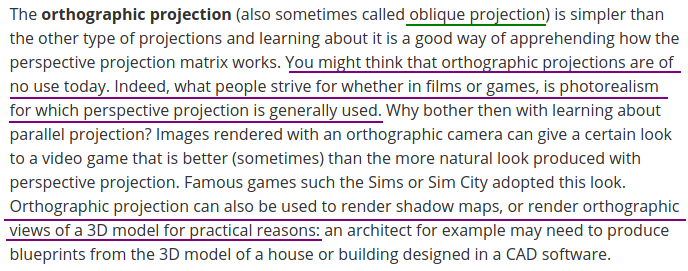 The orthographic projection (also sometimes called oblique projection) is simpler than
the other type of projections and learning about it is a good way of apprehending how the
perspective projection matrix works. You might think that orthographic projections are of
no use today. Indeed, what people strive for whether in films or games, is photorealism
for which perspective projection is generally used. Why bother then with learning about
parallel projection? Images rendered with an orthographic camera can give a certain look
to a video game that is better (sometimes) than the more natural look produced with
perspective projection. Famous games such the Sims or Sim City adopted this look.
Orthographic projection can also be used to render shadow maps, or render orthographic
views of a 3D model for practical reasons: an architect for example may need to produce
blueprints from the 3D model of a house or building designed in a CAD software.